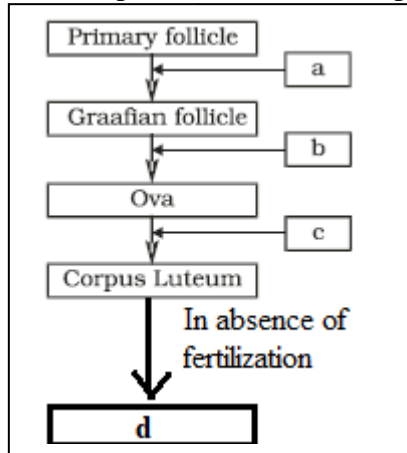 Primary follicle
a
Graafian follicle
b
Ova
c
Corpus Luteum
In absence of
fertilization
d